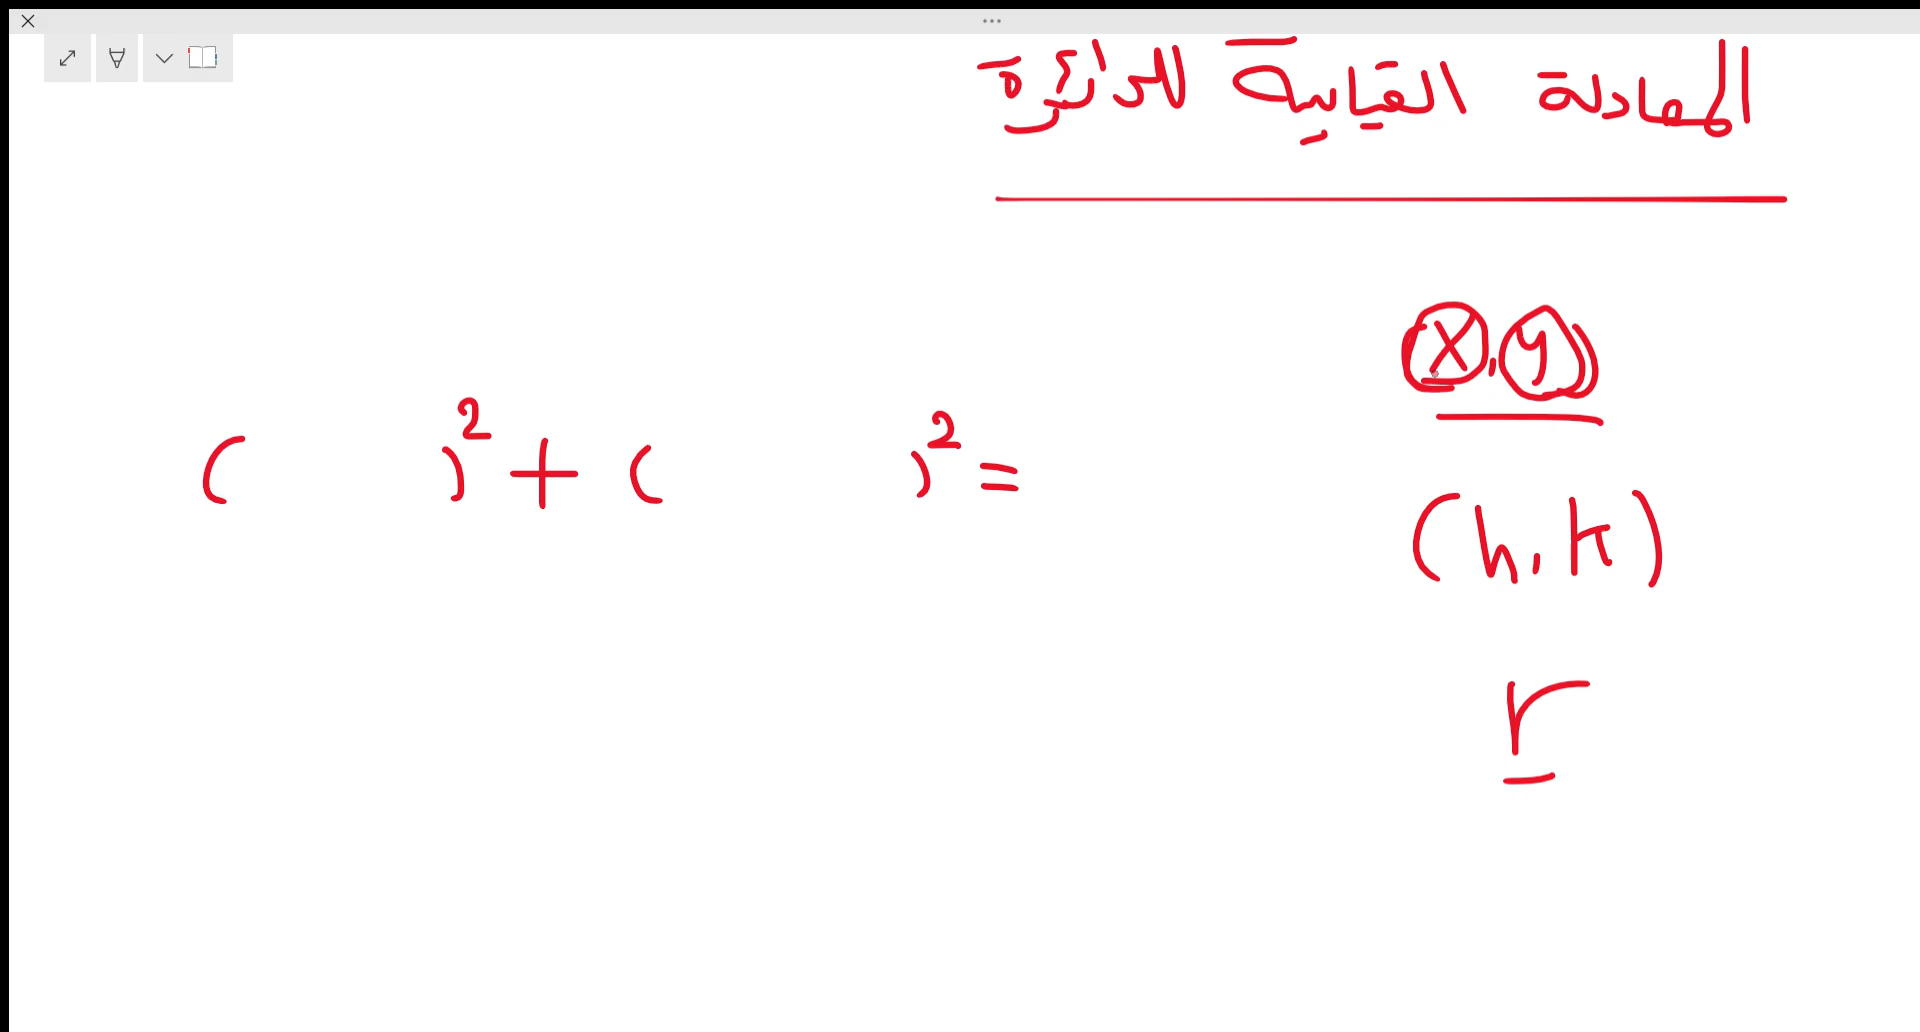 المعادلة القياسية للدائرة
(x, y)
(h, k)
(   )² + (   )² =
r